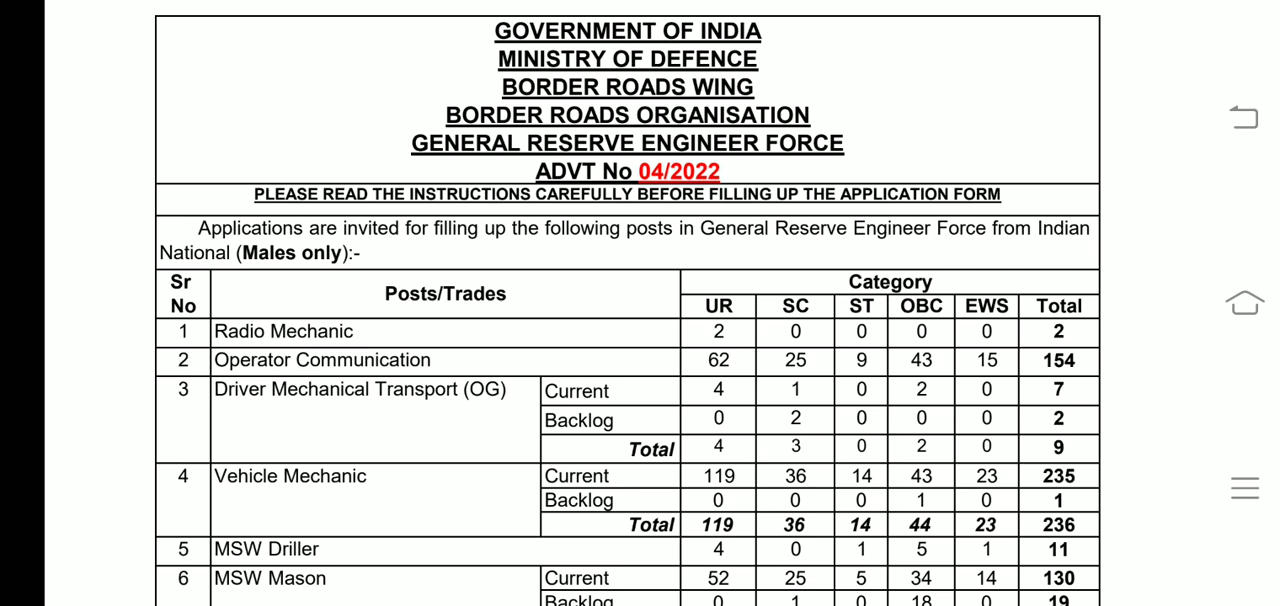 GOVERNMENT OF INDIA
MINISTRY OF DEFENCE
BORDER ROADS WING
BORDER ROADS ORGANISATION
GENERAL RESERVE ENGINEER FORCE
ADVT No 04/2022
PLEASE READ THE INSTRUCTIONS CAREFULLY BEFORE FILLING UP THE APPLICATION FORM
Applications are invited for filling up the following posts in General Reserve Engineer Force from Indian
National (Males only):-
Sr No Posts/Trades Category
UR SC ST OBC EWS Total
1 Radio Mechanic 2 0 0 0 0 2
2 Operator Communication 62 25 9 43 15 154
3 Driver Mechanical Transport (OG) Current 4 1 0 2 0 7
Backlog 0 2 0 0 0 2
Total 4 3 0 2 0 9
4 Vehicle Mechanic Current 119 36 14 43 23 235
Backlog 0 0 0 1 0 1
Total 119 36 14 44 23 236
5 MSW Driller 4 0 1 5 1 11
6 MSW Mason Current 52 25 5 34 14 130
Backlog 0 1 0 18 0 19